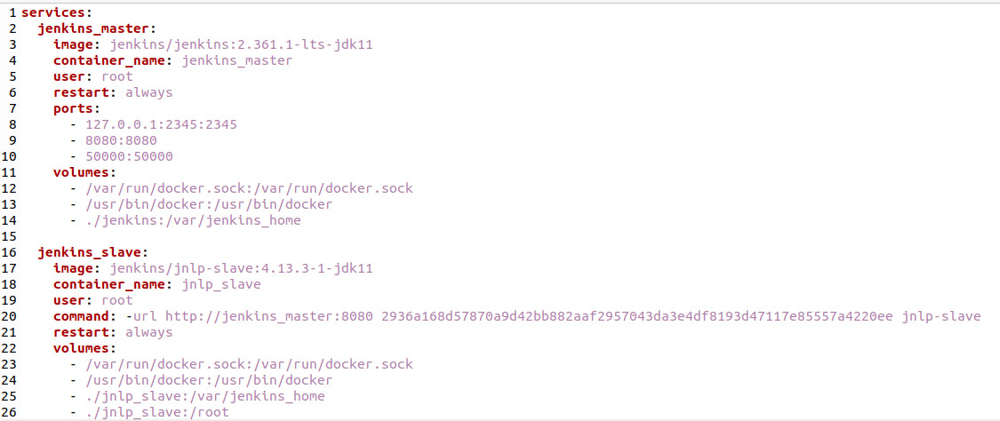 1 services:
2   jenkins_master:
3     image: jenkins/jenkins:2.361.1-lts-jdk11
4     container_name: jenkins_master
5     user: root
6     restart: always
7     ports:
8       - 127.0.0.1:2345:2345
9       - 8080:8080
10       - 50000:50000
11     volumes:
12       - /var/run/docker.sock:/var/run/docker.sock
13       - /usr/bin/docker:/usr/bin/docker
14       - ./jenkins:/var/jenkins_home
15
16   jenkins_slave:
17     image: jenkins/jnlp-slave:4.13.3-1-jdk11
18     container_name: jnlp_slave
19     user: root
20     command: -url http://jenkins_master:8080 2936a168d57870a9d42bb882aaf2957043da3e4df8193d47117e85557a4220ee jnlp-slave
21     restart: always
22     volumes:
23       - /var/run/docker.sock:/var/run/docker.sock
24       - /usr/bin/docker:/usr/bin/docker
25       - ./jnlp_slave:/var/jenkins_home
26       - ./jnlp_slave:/root